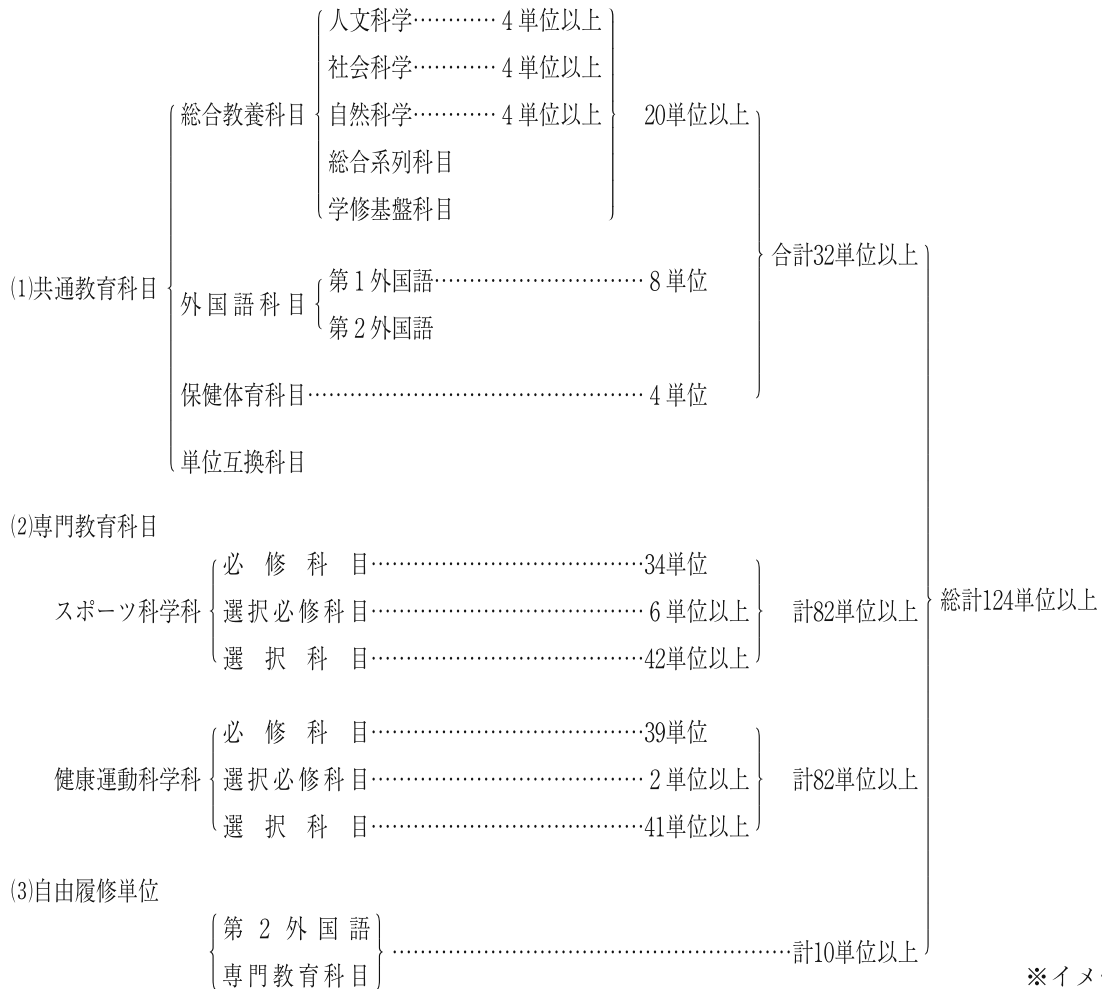 人文科学…………4単位以上
社会科学…………4単位以上
総合教養科目 自然科学…………4単位以上 20単位以上
総合系列科目
学修基盤科目
合計32単位以上
(1)共通教育科目
第1外国語…………………………8単位
外国語科目
第2外国語
保健体育科目…………………………………………4単位
単位互換科目
(2)専門教育科目
必修科目…………………………………34単位
スポーツ科学科 選択必修科目…………………………………6単位以上 計82単位以上 総計124単位以上
選択科目…………………………………42単位以上
必修科目…………………………………39単位
健康運動科学科 選択必修科目…………………………………2単位以上 計82単位以上
選択科目…………………………………41単位以上
(3)自由履修単位
第2外国語
…………………………………………………計10単位以上
専門教育科目
※イメ